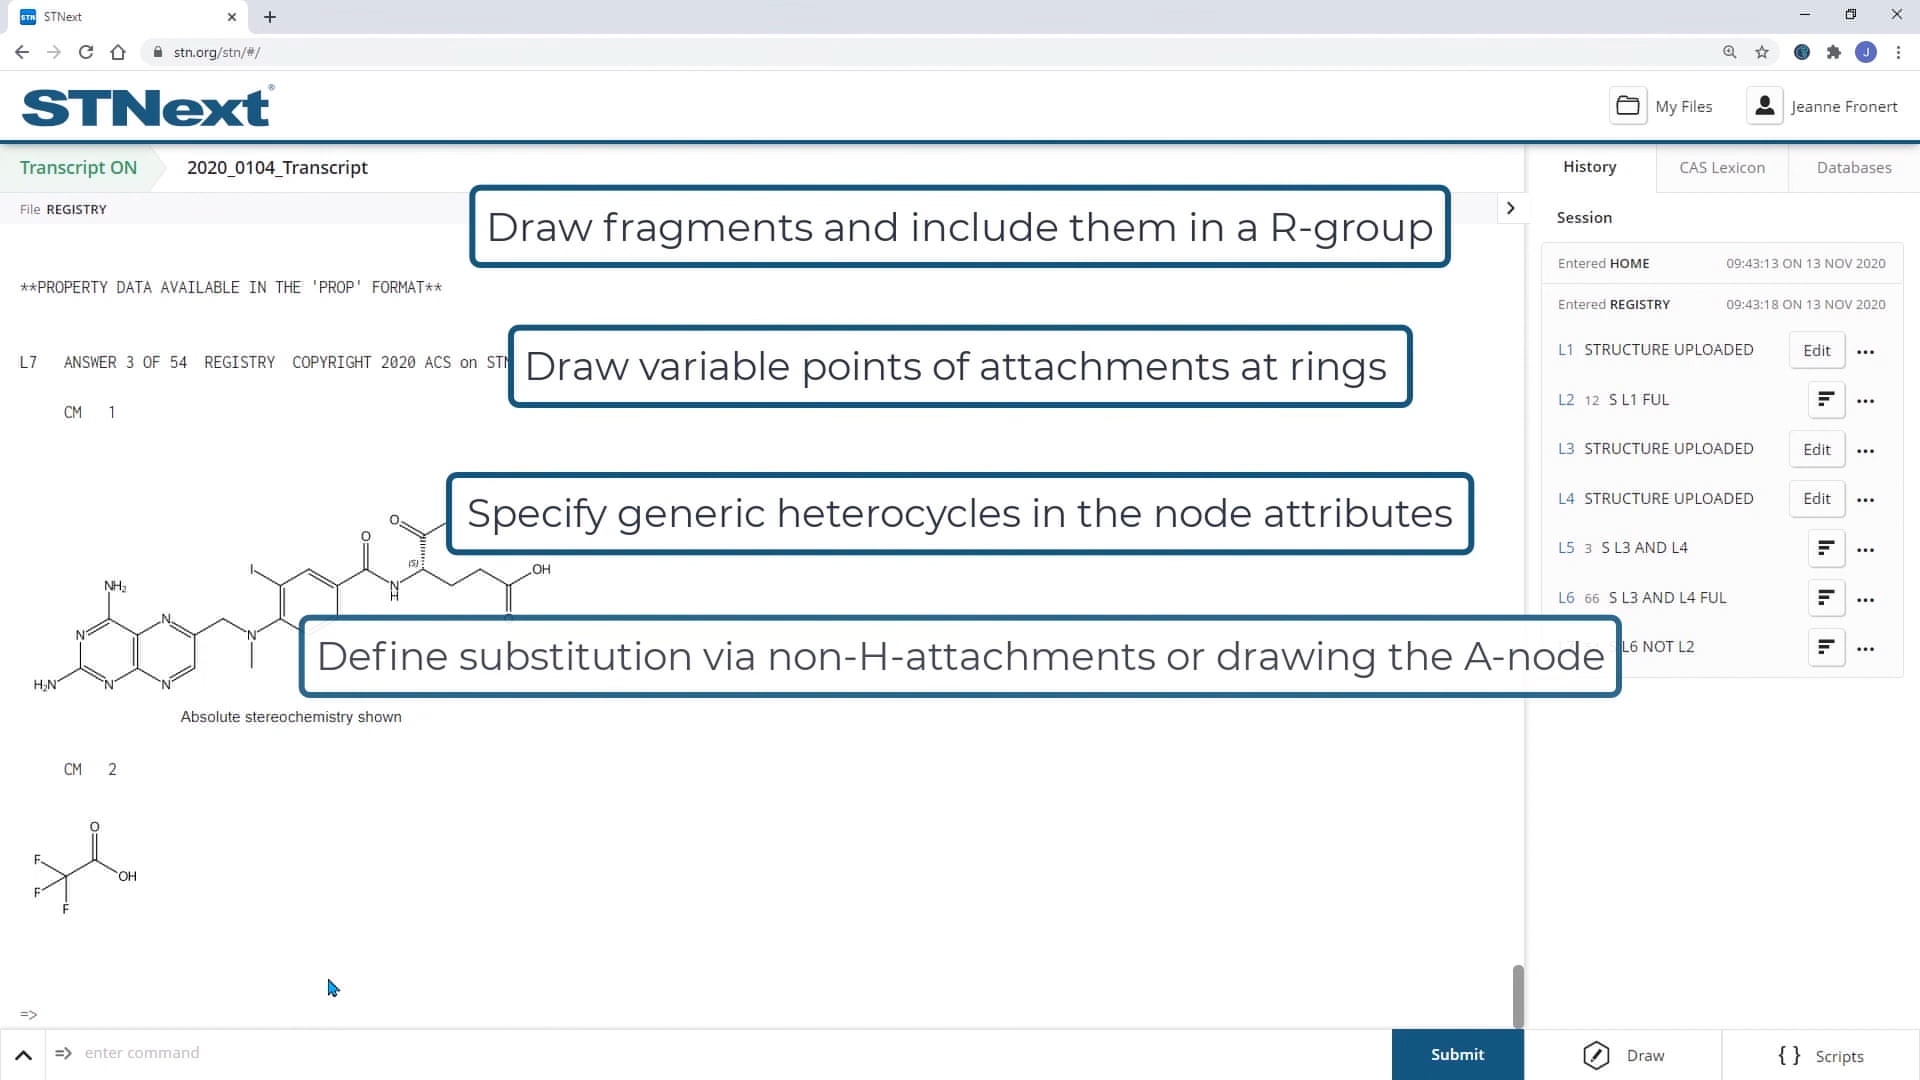 STNext
stn.org/stn/#/
J
STNext®
My Files
Jeanne Fronert
Transcript ON
2020_0104_Transcript
History
CAS Lexicon
Databases
File REGISTRY
Draw fragments and include them in a R-group
Session
Entered HOME 09:43:13 ON 13 NOV 2020
**PROPERTY DATA AVAILABLE IN THE 'PROP' FORMAT**
Entered REGISTRY 09:43:18 ON 13 NOV 2020
L7 ANSWER 3 OF 54 REGISTRY COPYRIGHT 2020 ACS on STN
Draw variable points of attachments at rings
L1 STRUCTURE UPLOADED Edit
CM 1
L2 12 S L1 FUL
L3 STRUCTURE UPLOADED Edit
L4 STRUCTURE UPLOADED Edit
Specify generic heterocycles in the node attributes
L5 3 S L3 AND L4
L6 66 S L3 AND L4 FUL
L6 NOT L2
Define substitution via non-H-attachments or drawing the A-node
O
O
(S)
I
N
H
OH
NH₂
N
N
N
H₂N
N
N
Absolute stereochemistry shown
CM 2
O
F
OH
F
F
=>
=> enter command
Submit
Draw
{ } Scripts